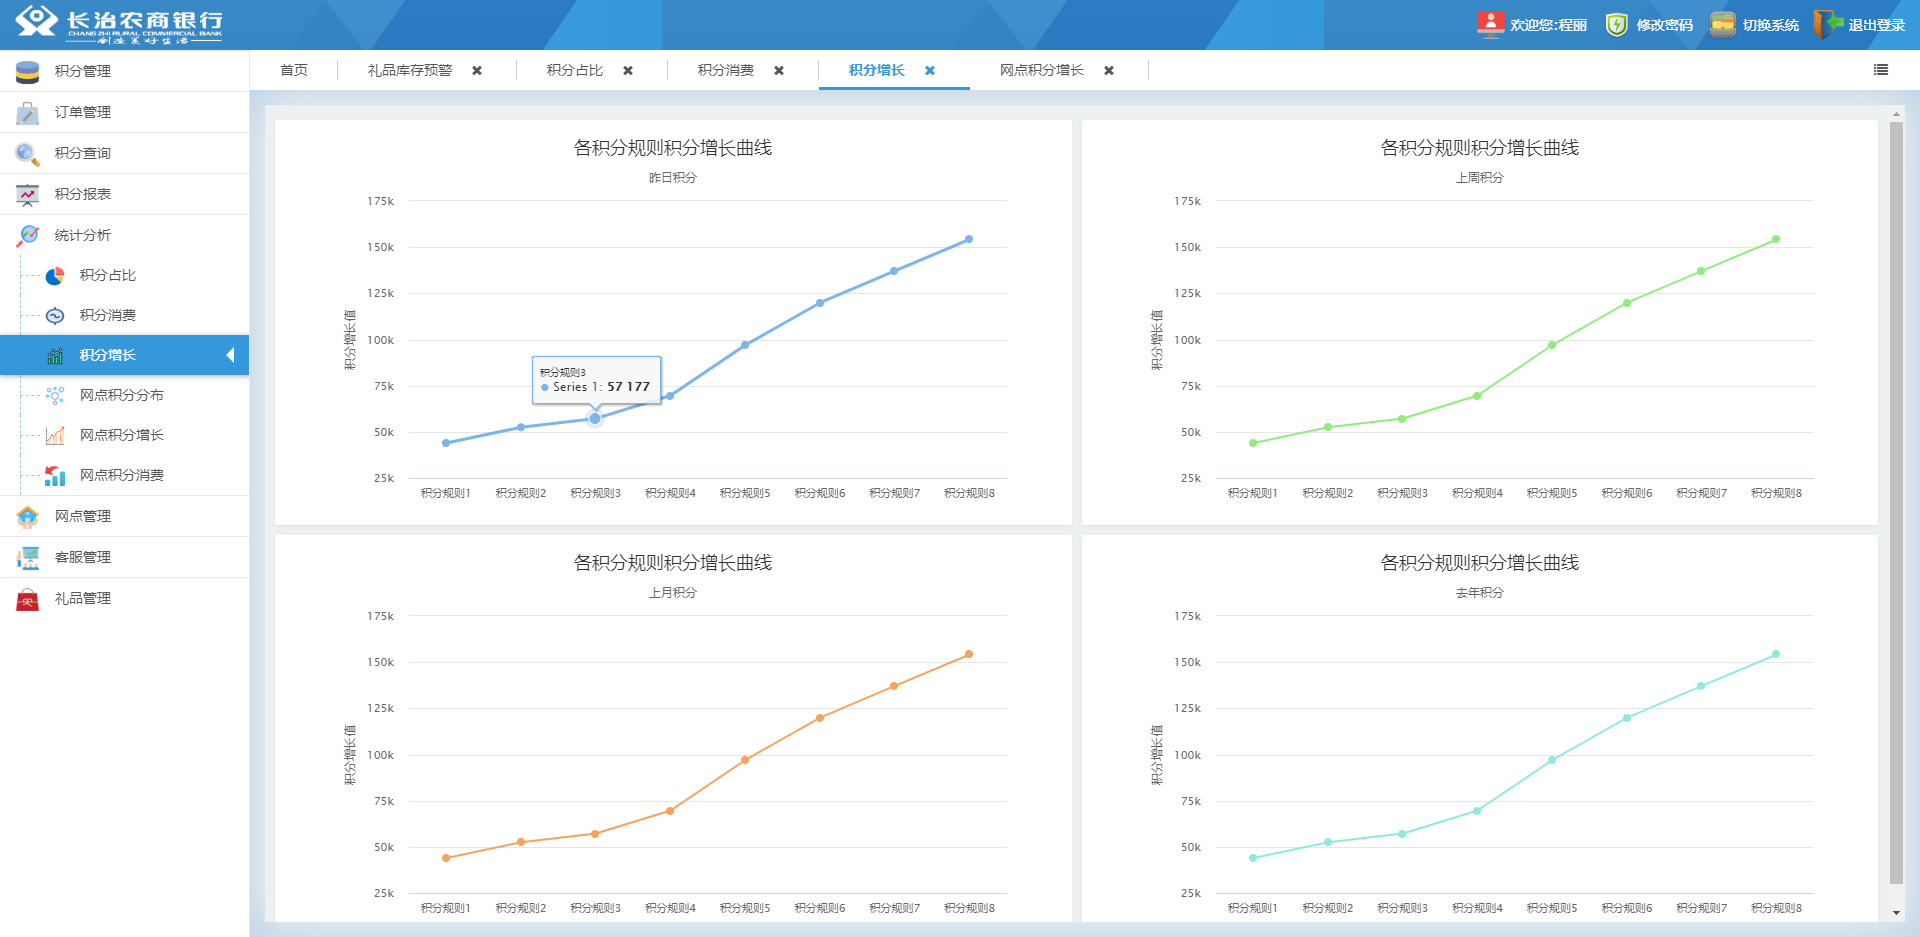 长治农商银行
CHANG ZHI RURAL COMMERCIAL BANK
创造美好生活
欢迎您:程丽
修改密码
切换系统
退出登录
积分管理
订单管理
积分查询
积分报表
统计分析
积分占比
积分消费
积分增长
网点积分分布
网点积分增长
网点积分消费
网点管理
客服管理
礼品管理
首页
礼品库存预警
积分占比
积分消费
积分增长
网点积分增长
各积分规则积分增长曲线
昨日积分
积分增长值
175k
150k
125k
100k
75k
50k
25k
积分规则3
Series 1: 57 177
积分规则1 积分规则2 积分规则3 积分规则4 积分规则5 积分规则6 积分规则7 积分规则8
各积分规则积分增长曲线
上周积分
积分增长值
175k
150k
125k
100k
75k
50k
25k
积分规则1 积分规则2 积分规则3 积分规则4 积分规则5 积分规则6 积分规则7 积分规则8
各积分规则积分增长曲线
上月积分
积分增长值
175k
150k
125k
100k
75k
50k
25k
积分规则1 积分规则2 积分规则3 积分规则4 积分规则5 积分规则6 积分规则7 积分规则8
各积分规则积分增长曲线
去年积分
积分增长值
175k
150k
125k
100k
75k
50k
25k
积分规则1 积分规则2 积分规则3 积分规则4 积分规则5 积分规则6 积分规则7 积分规则8